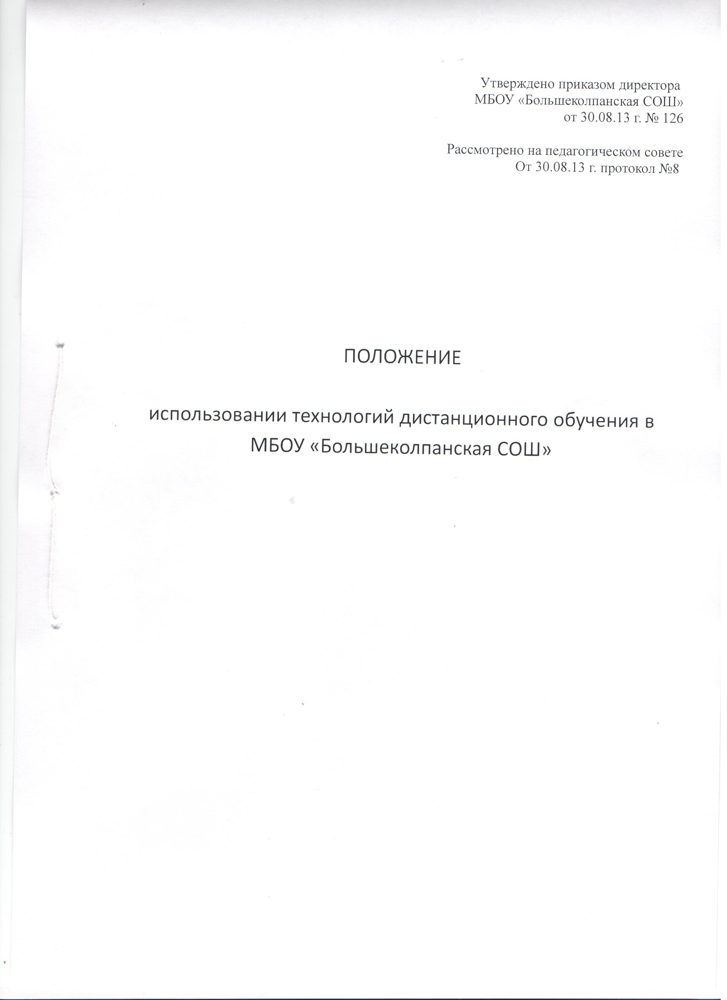 Утверждено приказом директора
МБОУ «Большеколпанская СОШ»
от 30.08.13 г. № 126
Рассмотрено на педагогическом совете
От 30.08.13 г. протокол №8
ПОЛОЖЕНИЕ
использовании технологий дистанционного обучения в
МБОУ «Большеколпанская СОШ»